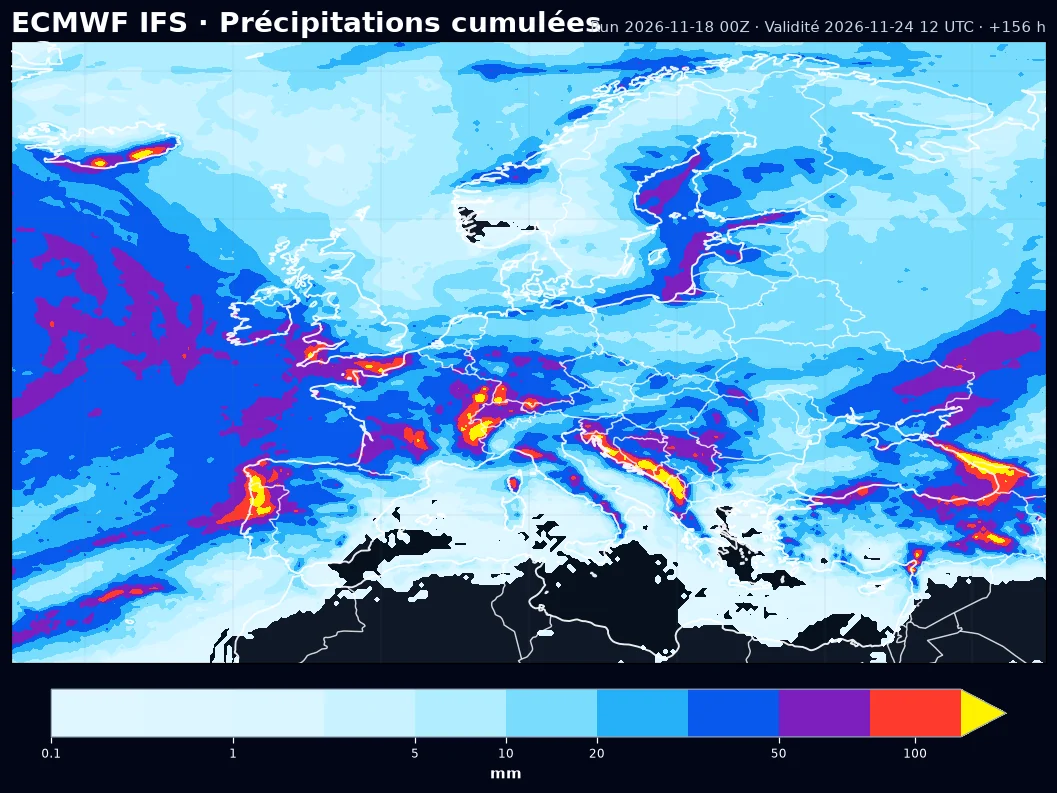 ECMWF IFS · Précipitations cumulées
Run 2026-11-18 00Z · Validité 2026-11-24 12 UTC · +156 h
0.1 1 5 10 20 50 100
mm